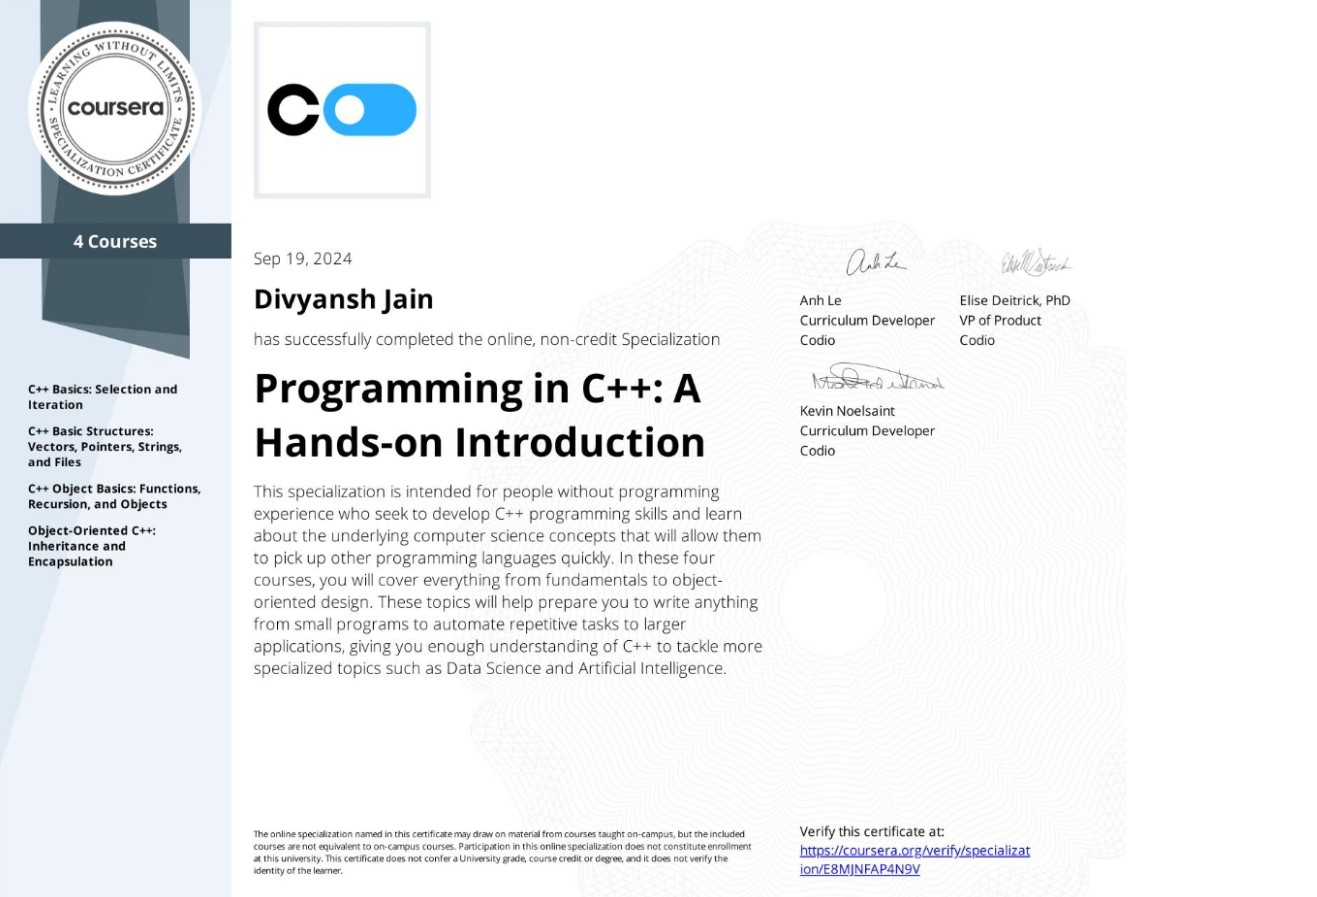 LEARNING WITHOUT LIMITS
coursera
SPECIALIZATION CERTIFICATE
4 Courses
C++ Basics: Selection and
Iteration
C++ Basic Structures:
Vectors, Pointers, Strings,
and Files
C++ Object Basics: Functions,
Recursion, and Objects
Object-Oriented C++:
Inheritance and
Encapsulation
Sep 19, 2024
Divyansh Jain
has successfully completed the online, non-credit Specialization
Programming in C++: A
Hands-on Introduction
This specialization is intended for people without programming
experience who seek to develop C++ programming skills and learn
about the underlying computer science concepts that will allow them
to pick up other programming languages quickly. In these four
courses, you will cover everything from fundamentals to object-
oriented design. These topics will help prepare you to write anything
from small programs to automate repetitive tasks to larger
applications, giving you enough understanding of C++ to tackle more
specialized topics such as Data Science and Artificial Intelligence.
Anh Le
Anh Le
Curriculum Developer
Codio
Elise Deitrick, PhD
VP of Product
Codio
Kevin Noelsaint
Curriculum Developer
Codio
The online specialization named in this certificate may draw on material from courses taught on-campus, but the included
courses are not equivalent to on-campus courses. Participation in this online specialization does not constitute enrollment
at this university. This certificate does not confer a University grade, course credit or degree, and it does not verify the
identity of the learner.
Verify this certificate at:
https://coursera.org/verify/specializat
ion/E8MJNFAP4N9V